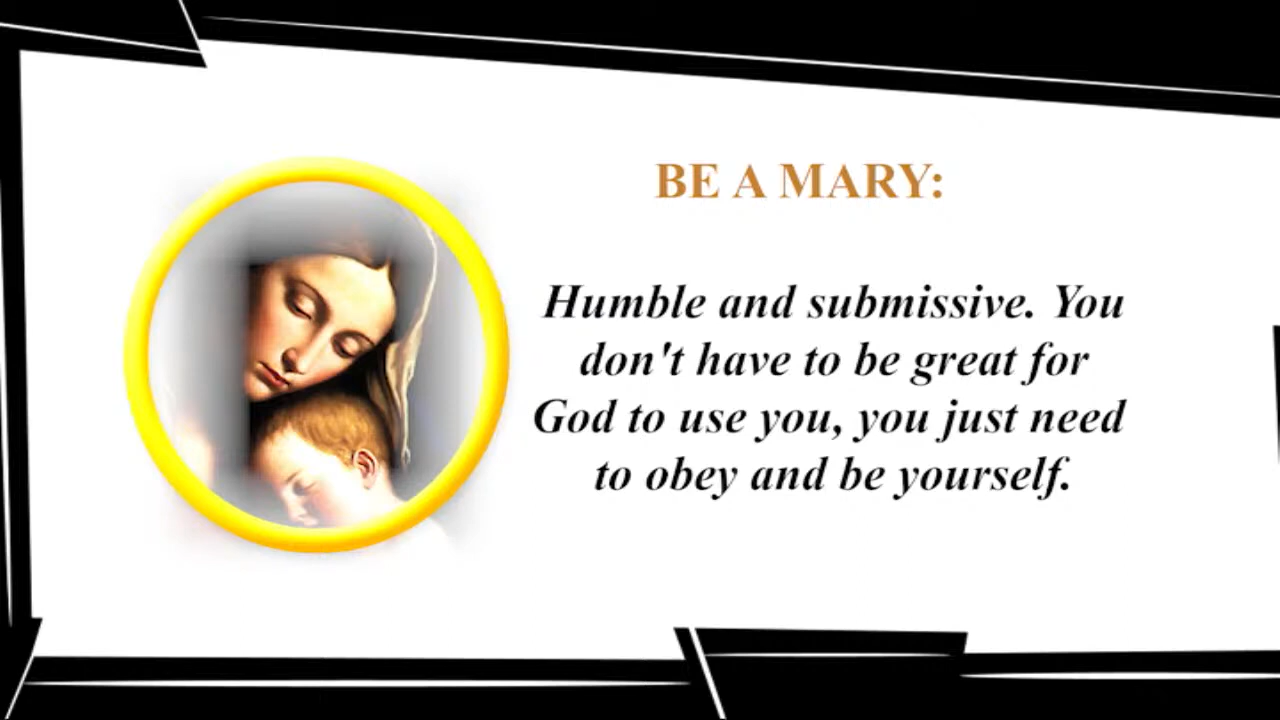 BE A MARY:
Humble and submissive. You
don't have to be great for
God to use you, you just need
to obey and be yourself.